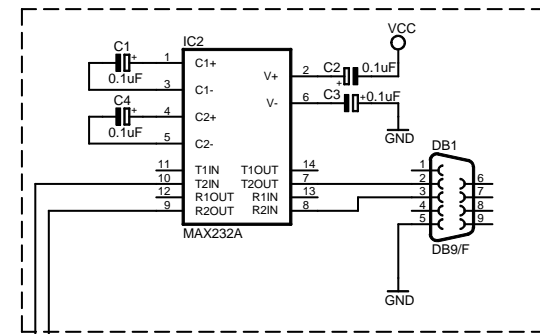 VCC
IC2
C1
+
0.1uF
1 C1+
3 C1-
C4
+
0.1uF
4 C2+
5 C2-
V+ 2
C2 0.1uF
+
V- 6
C3 +0.1uF
GND
11 T1IN T1OUT 14
10 T2IN T2OUT 7
12 R1OUT R1IN 13
9 R2OUT R2IN 8
MAX232A
DB1
1
2 6
3 7
4 8
5 9
DB9/F
GND